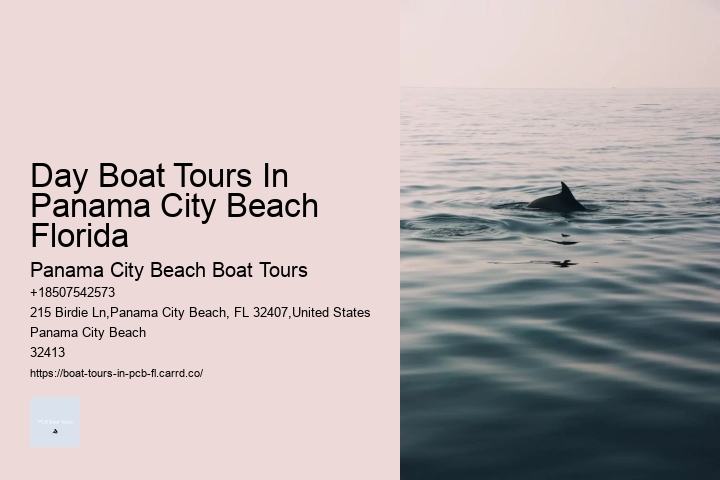 Day Boat Tours In
Panama City Beach
Florida
Panama City Beach Boat Tours
+18507542573
215 Birdie Ln,Panama City Beach, FL 32407,United States
Panama City Beach
32413
https://boat-tours-in-pcb-fl.carrd.co/